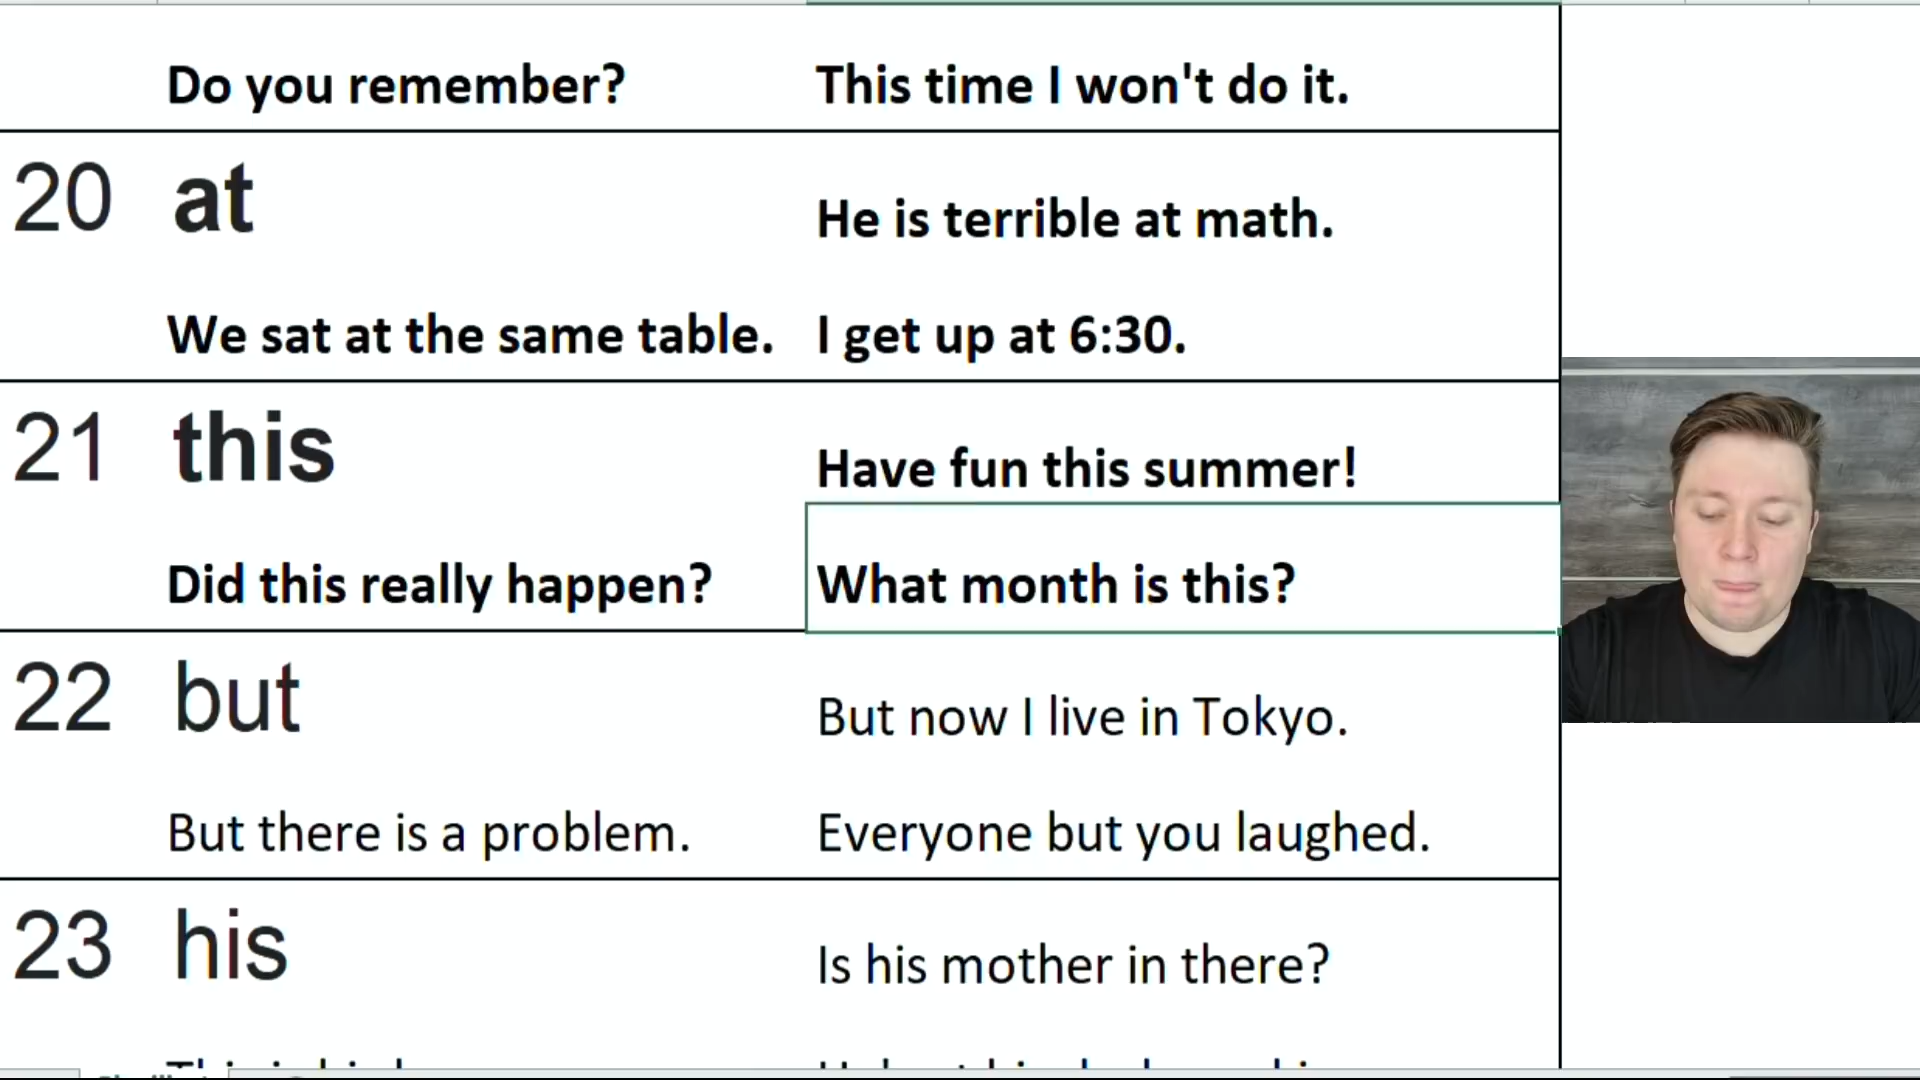 Do you remember? This time I won't do it.
20 at He is terrible at math.
We sat at the same table. I get up at 6:30.
21 this Have fun this summer!
Did this really happen? What month is this?
22 but But now I live in Tokyo.
But there is a problem. Everyone but you laughed.
23 his Is his mother in there?